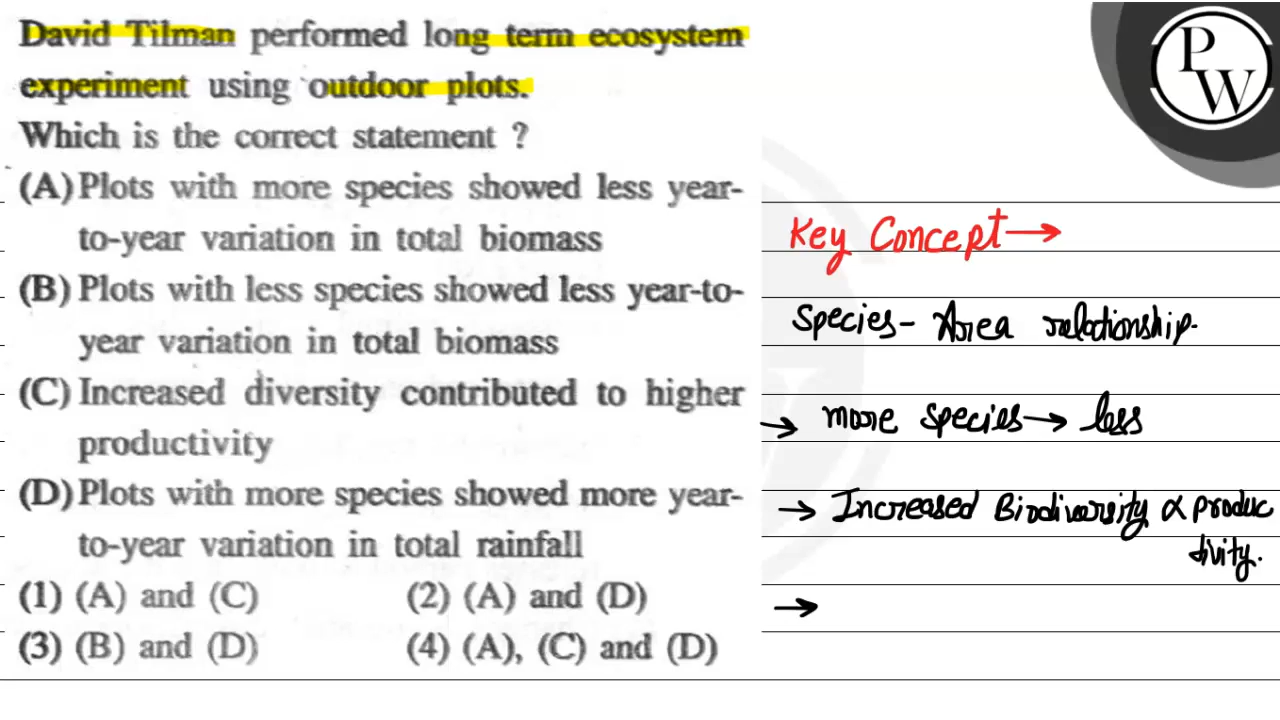 David Tilman performed long term ecosystem
experiment using outdoor plots.
Which is the correct statement ?
(A) Plots with more species showed less year-
to-year variation in total biomass
(B) Plots with less species showed less year-to-
year variation in total biomass
(C) Increased diversity contributed to higher
productivity
(D) Plots with more species showed more year-
to-year variation in total rainfall
(1) (A) and (C) (2) (A) and (D)
(3) (B) and (D) (4) (A), (C) and (D)
PW
Key Concept →
Species - Area relationship.
→ more species → less
→ Increased Biodiversity ∝ produc
tivity.
→